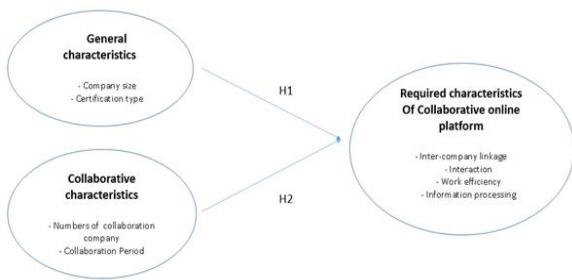 General
characteristics
- Company size
- Certification type
H1
Required characteristics
Of Collaborative online
platform
- Inter-company linkage
- Interaction
- Work efficiency
- Information processing
Collaborative
characteristics
- Numbers of collaboration
company
- Collaboration Period
H2